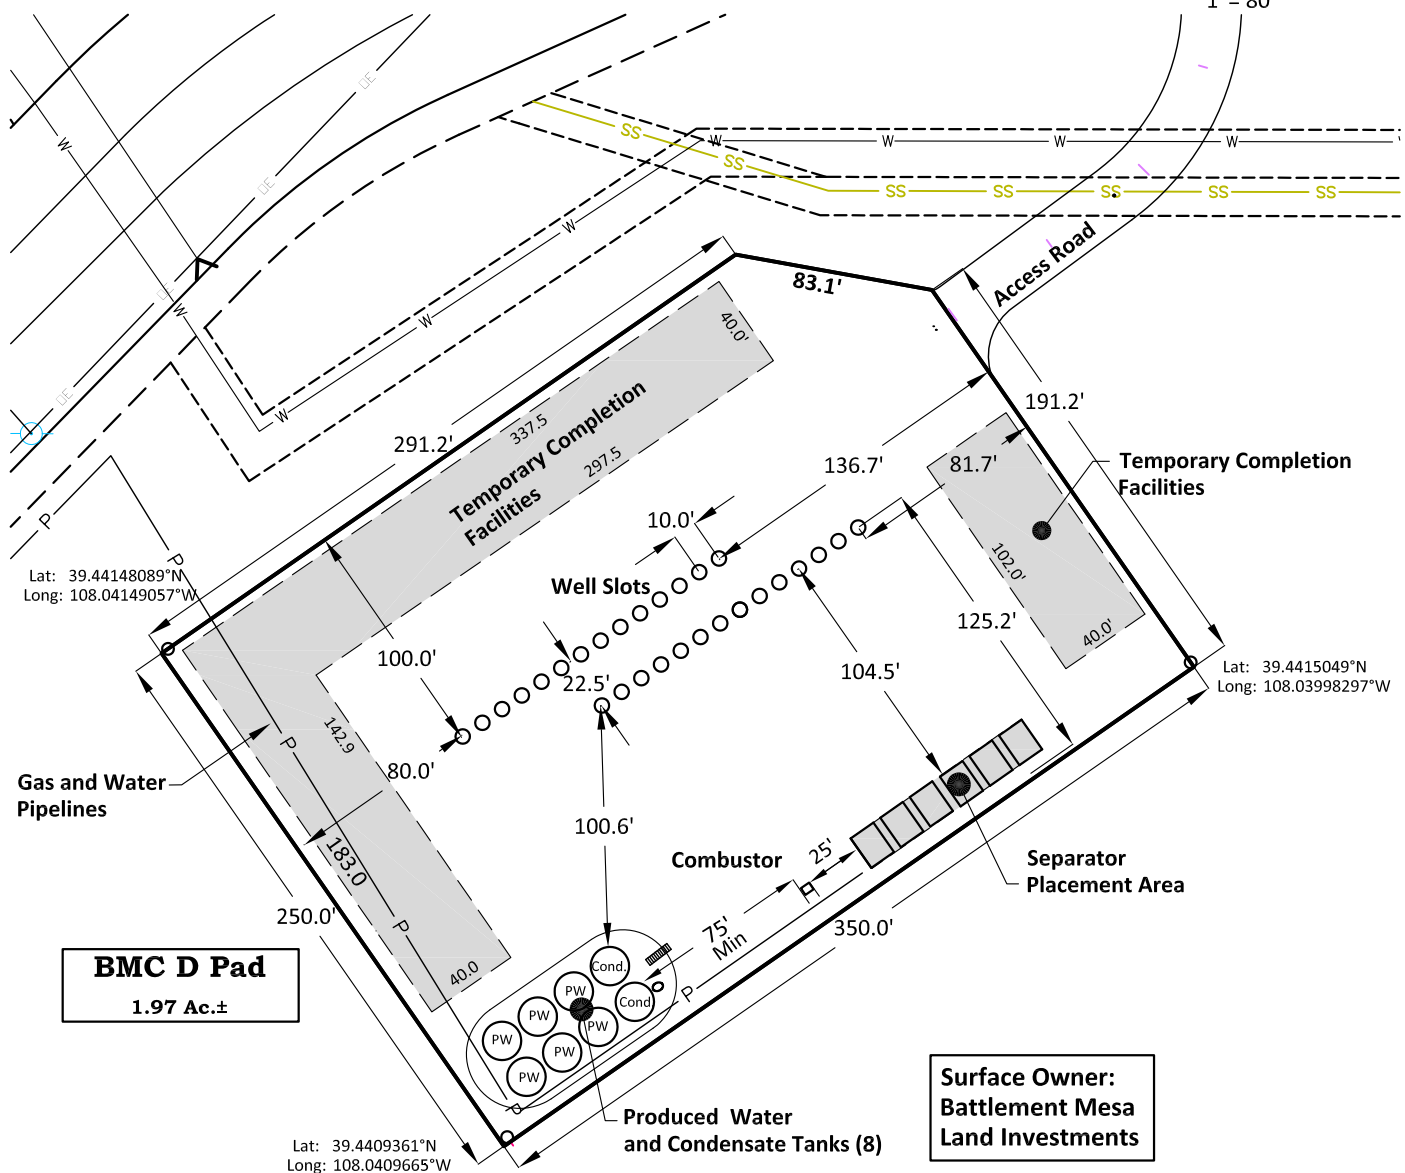 1" = 80'
DE
DE
DE
DE
W
W
W
W
W
W
W
W
W
W
SS
SS
SS
SS
SS
SS
SS
Access Road
83.1'
40.0'
291.2'
337.5
297.5
Temporary Completion
Facilities
191.2'
136.7'
81.7'
Temporary Completion
Facilities
10.0'
Well Slots
102.0'
40.0'
125.2'
104.5'
22.5'
100.0'
80.0'
100.6'
142.9
183.0
40.0
P
P
P
P
P
Lat: 39.44148089°N
Long: 108.04149057°W
Lat: 39.4415049°N
Long: 108.03998297°W
Gas and Water
Pipelines
250.0'
Combustor
25'
75'
Min
350.0'
Separator
Placement Area
BMC D Pad
1.97 Ac.±
Cond.
PW
Cond
PW
PW
PW
PW
PW
Produced Water
and Condensate Tanks (8)
Surface Owner:
Battlement Mesa
Land Investments
Lat: 39.4409361°N
Long: 108.0409665°W